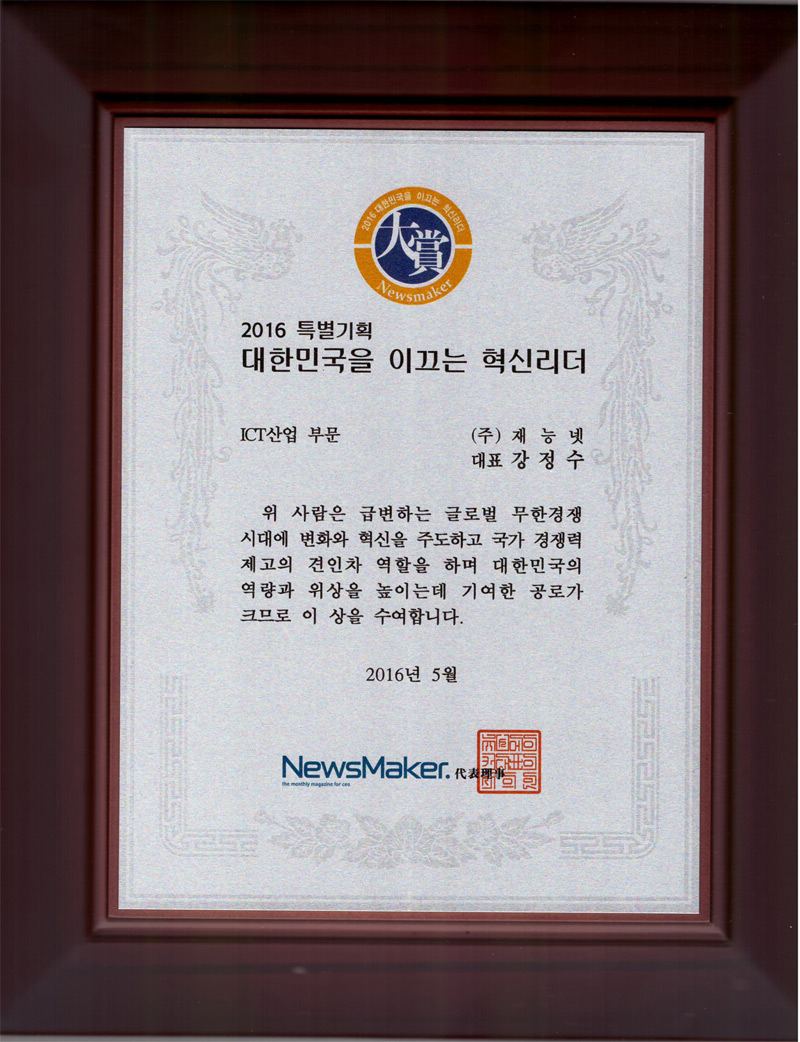 2016 대한민국을 이끄는 혁신리더
大賞
Newsmaker
2016 특별기획
대한민국을 이끄는 혁신리더
ICT산업 부문
(주) 재 능 넷
대표 강 정 수
위 사람은 급변하는 글로벌 무한경쟁
시대에 변화와 혁신을 주도하고 국가 경쟁력
제고의 견인차 역할을 하며 대한민국의
역량과 위상을 높이는데 기여한 공로가
크므로 이 상을 수여합니다.
2016년 5월
NewsMaker.
代表理事
the monthly magazine for ceo